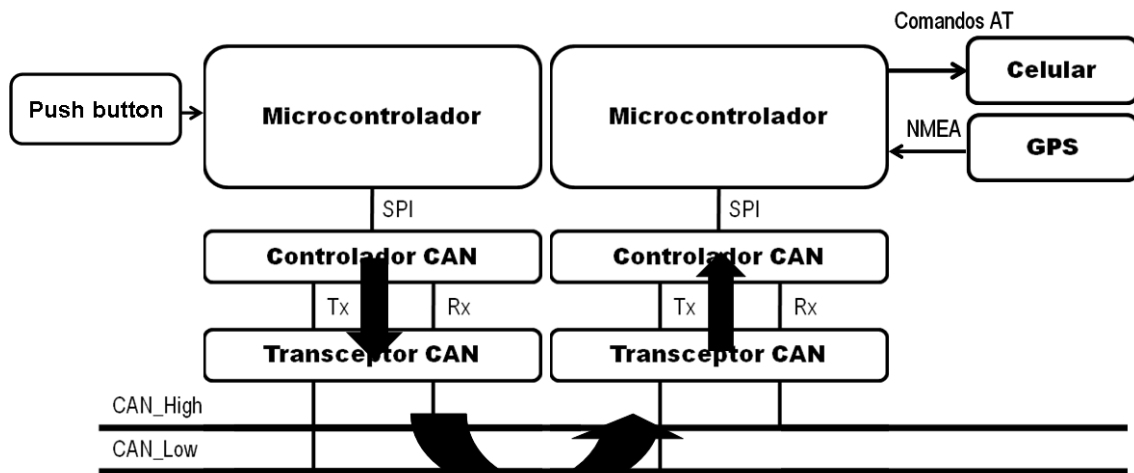 Comandos AT
Push button
Microcontrolador
Microcontrolador
Celular
NMEA
GPS
SPI
SPI
Controlador CAN
Controlador CAN
Tx
Rx
Tx
Rx
Transceptor CAN
Transceptor CAN
CAN_High
CAN_Low